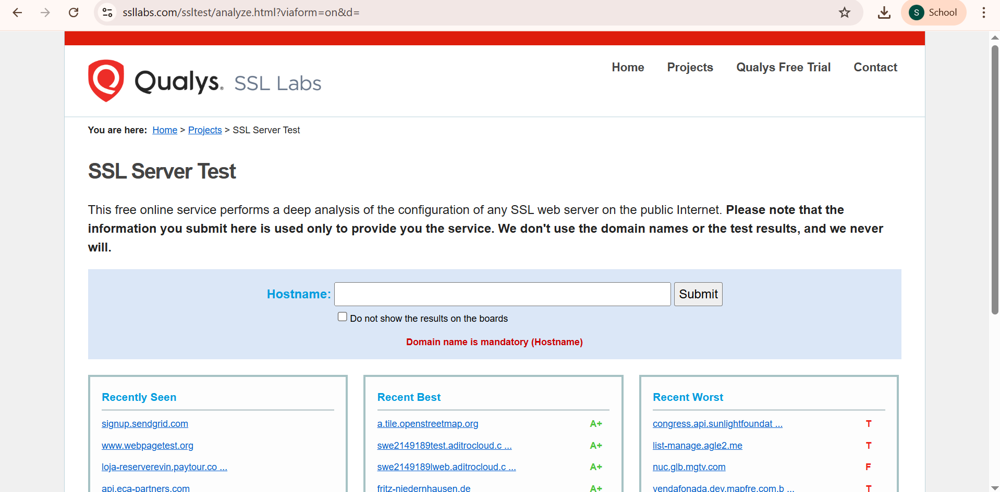 ssllabs.com/ssltest/analyze.html?viaform=on&d=
S School
Qualys. SSL Labs
Home Projects Qualys Free Trial Contact
You are here: Home > Projects > SSL Server Test
SSL Server Test
This free online service performs a deep analysis of the configuration of any SSL web server on the public Internet. Please note that the
information you submit here is used only to provide you the service. We don't use the domain names or the test results, and we never
will.
Hostname: Submit
Do not show the results on the boards
Domain name is mandatory (Hostname)
Recently Seen
signup.sendgrid.com
www.webpagetest.org
loja-reserverevin.paytour.co ...
api.eca-partners.com
Recent Best
a.tile.openstreetmap.org A+
swe2149189test.aditrocloud.c ... A+
swe2149189lweb.aditrocloud.c ... A+
fritz-niedernhausen.de A+
Recent Worst
congress.api.sunlightfoundat ... T
list-manage.agle2.me T
nuc.glb.mgtv.com F
vendafonada.dev.mapfre.com.b ... T